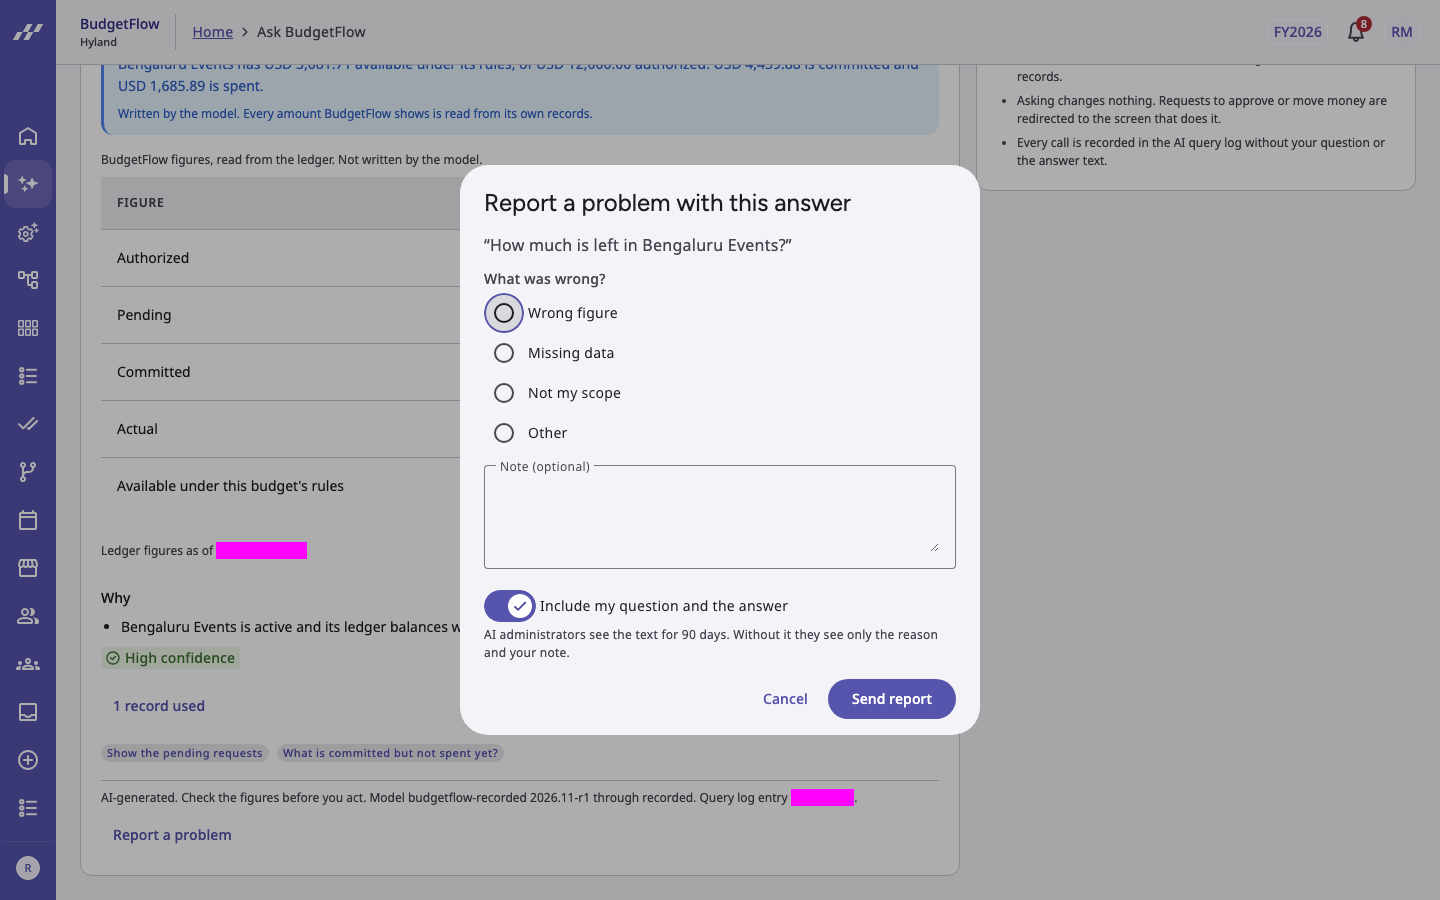 BudgetFlow
Hyland
Home > Ask BudgetFlow
FY2026
8
RM
USD 1,685.89 is spent.
Written by the model. Every amount BudgetFlow shows is read from its own records.
BudgetFlow figures, read from the ledger. Not written by the model.
FIGURE
Authorized
Pending
Committed
Actual
Available under this budget's rules
Ledger figures as of
Why
Bengaluru Events is active and its ledger balances
High confidence
1 record used
Show the pending requests
What is committed but not spent yet?
AI-generated. Check the figures before you act. Model budgetflow-recorded 2026.11-r1 through recorded. Query log entry .
Report a problem
records.
• Asking changes nothing. Requests to approve or move money are
redirected to the screen that does it.
• Every call is recorded in the AI query log without your question or
the answer text.
Report a problem with this answer
“How much is left in Bengaluru Events?”
What was wrong?
Wrong figure
Missing data
Not my scope
Other
Note (optional)
Include my question and the answer
AI administrators see the text for 90 days. Without it they see only the reason
and your note.
Cancel
Send report
R